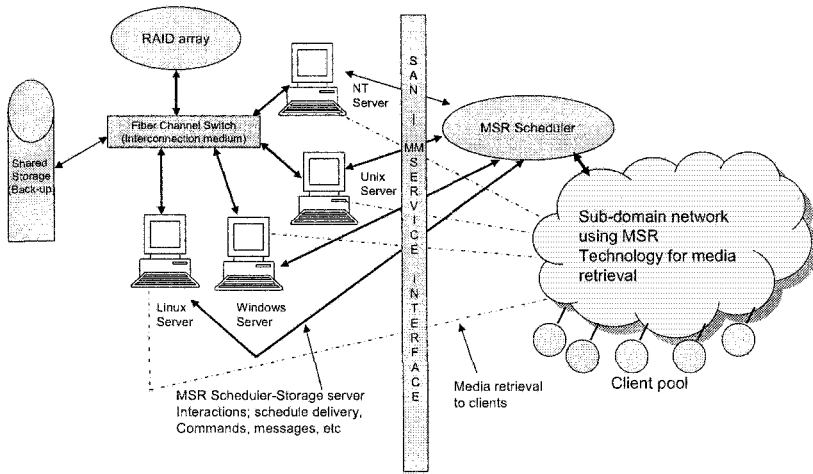 RAID array
NT
Server
Fiber Channel Switch
(Interconnection medium)
Shared
Storage
(Back-up)
Unix
Server
Linux
Server
Windows
Server
SAN I MM SERVICE INTERFACE
MSR Scheduler
Sub-domain network
using MSR
Technology for media
retrieval
Client pool
Media retrieval
to clients
MSR Scheduler-Storage server
Interactions; schedule delivery,
Commands, messages, etc